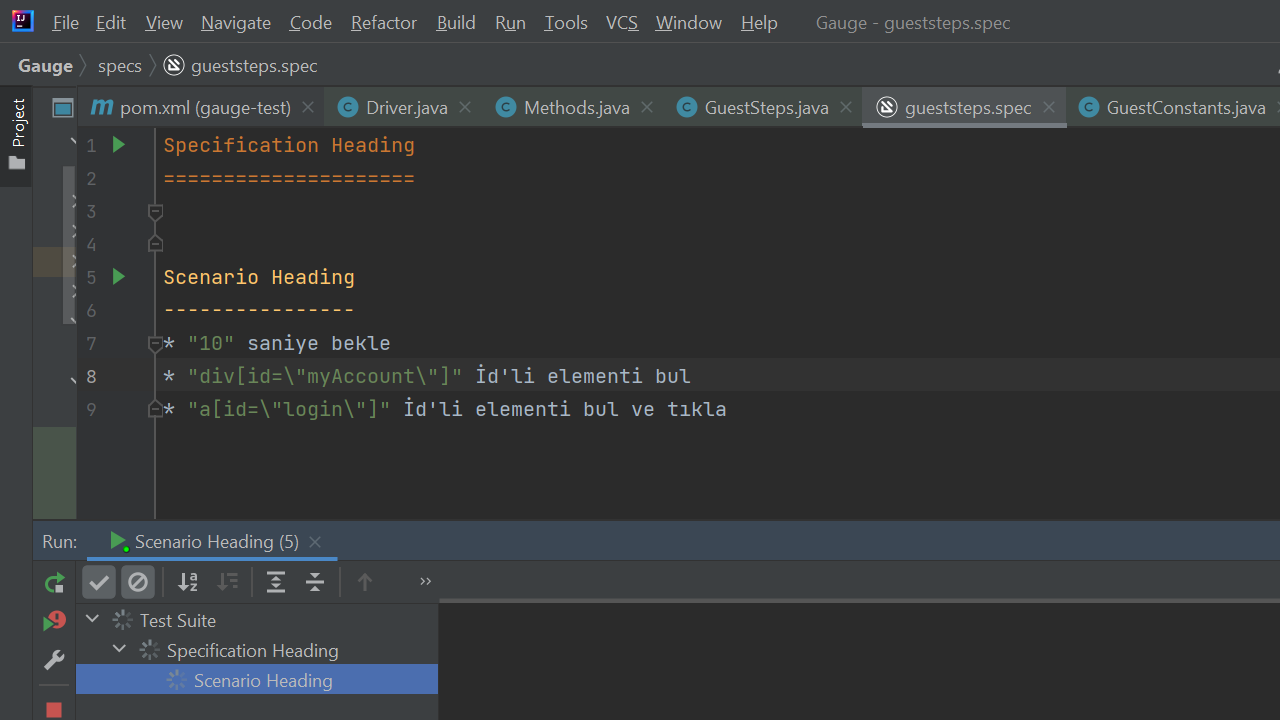 File Edit View Navigate Code Refactor Build Run Tools VCS Window Help Gauge - gueststeps.spec
Gauge specs gueststeps.spec
Project
pom.xml (gauge-test) Driver.java Methods.java GuestSteps.java gueststeps.spec GuestConstants.java
1 Specification Heading
2 =====================
3
4
5 Scenario Heading
6 ----------------
7 * "10" saniye bekle
8 * "div[id=\"myAccount\"]" İd'li elementi bul
9 * "a[id=\"login\"]" İd'li elementi bul ve tıkla
Run: Scenario Heading (5)
Test Suite
Specification Heading
Scenario Heading